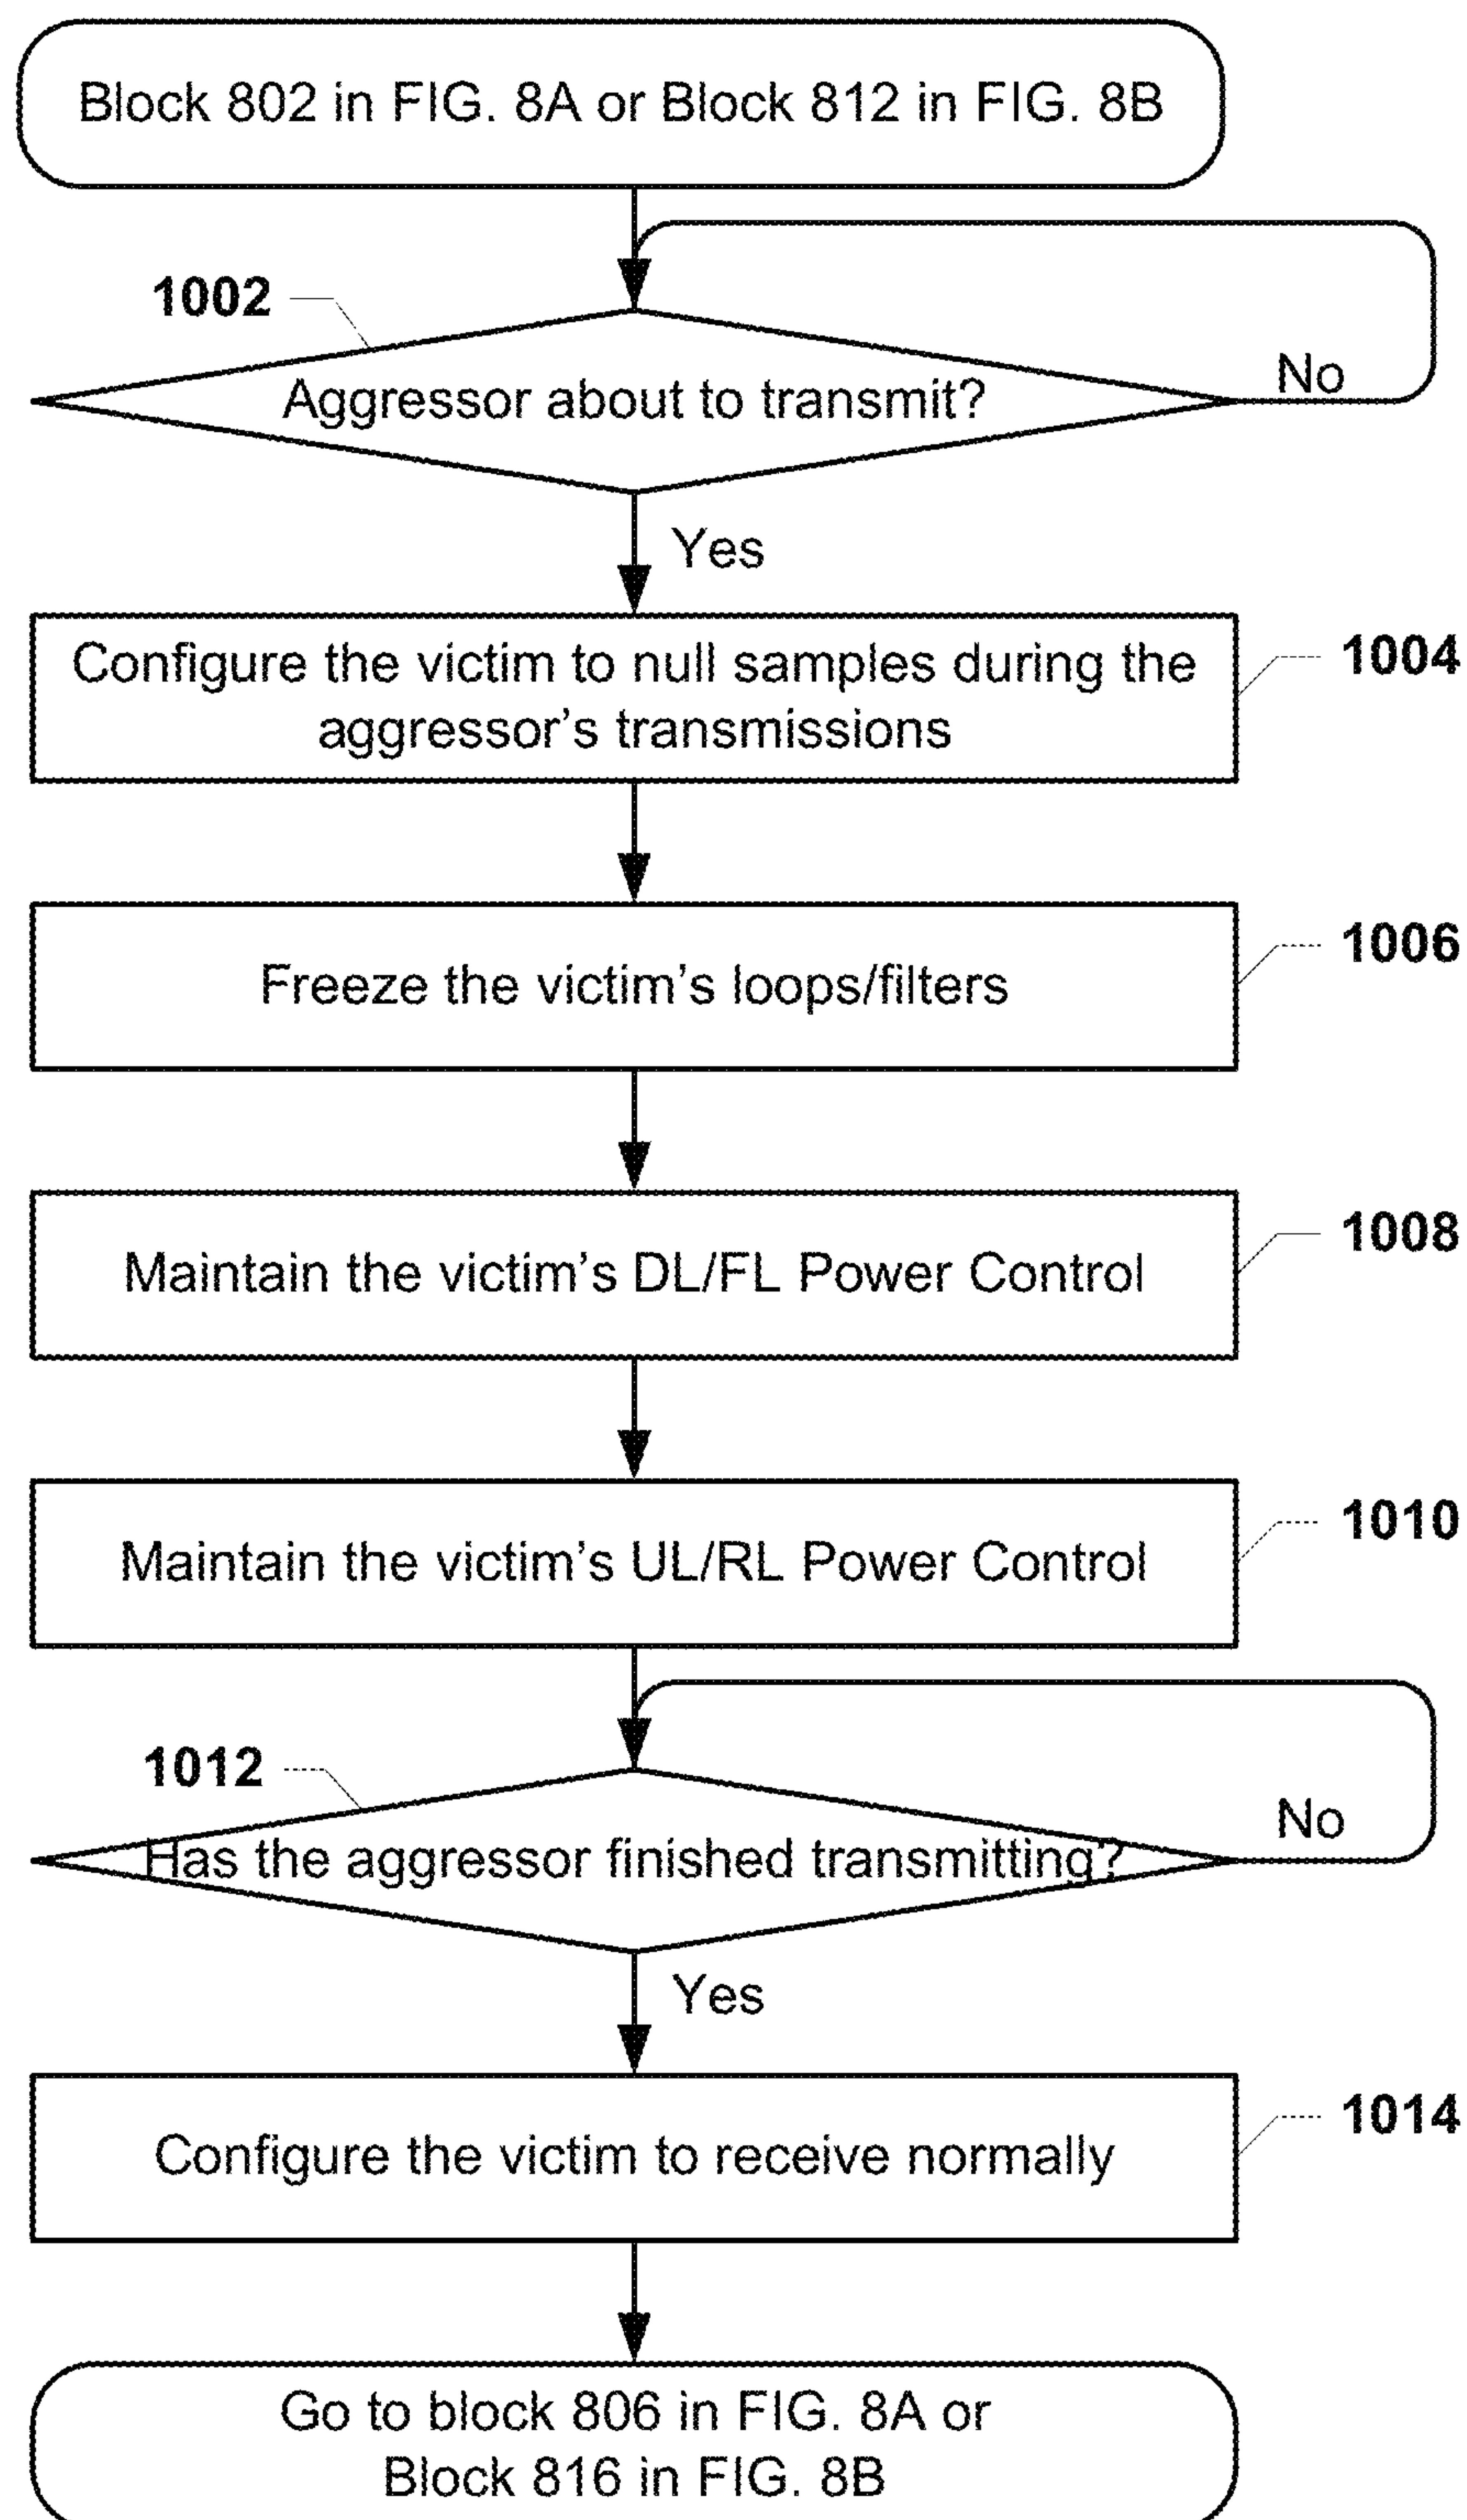 Block 802 in FIG. 8A or Block 812 in FIG. 8B
1002
Aggressor about to transmit?
No
Yes
Configure the victim to null samples during the
aggressor's transmissions
1004
Freeze the victim's loops/filters
1006
Maintain the victim's DL/FL Power Control
1008
Maintain the victim's UL/RL Power Control
1010
1012
Has the aggressor finished transmitting?
No
Yes
Configure the victim to receive normally
1014
Go to block 806 in FIG. 8A or
Block 816 in FIG. 8B